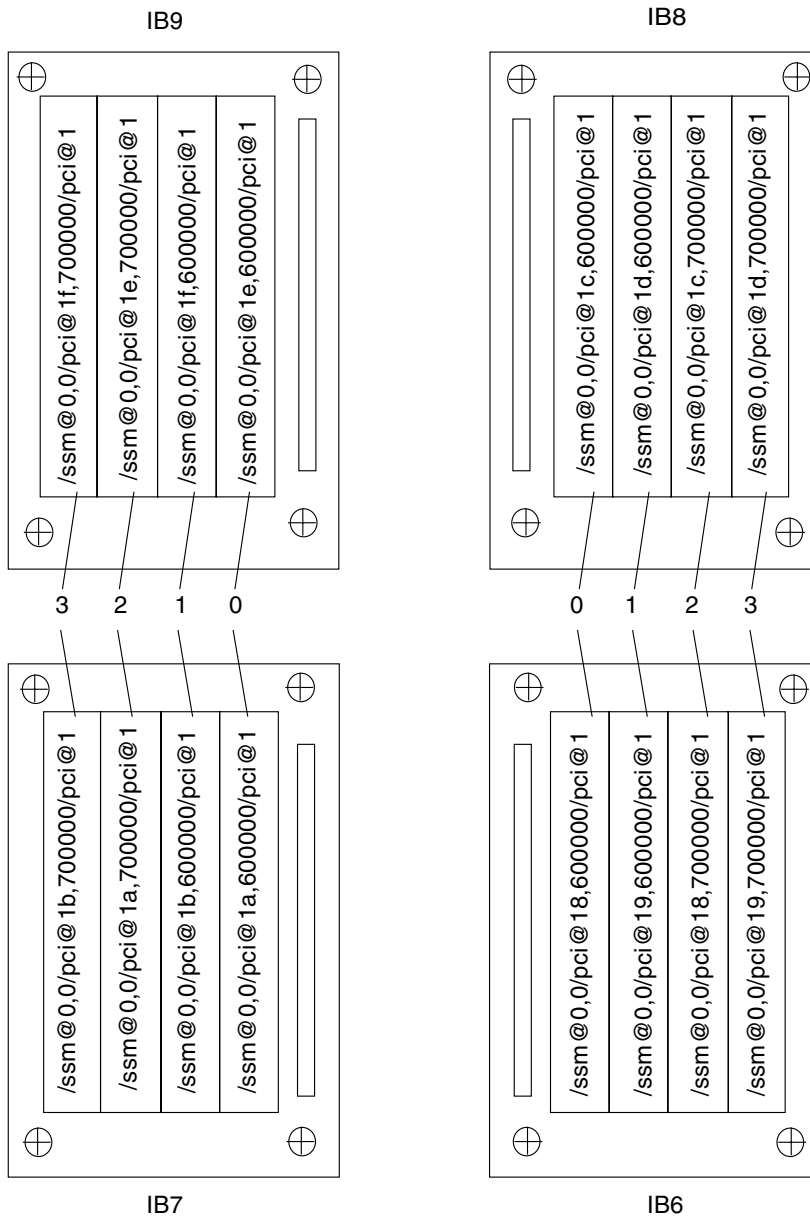 IB9
IB8
/ssm@0,0/pci@1f,700000/pci@1
/ssm@0,0/pci@1e,700000/pci@1
/ssm@0,0/pci@1f,600000/pci@1
/ssm@0,0/pci@1e,600000/pci@1
/ssm@0,0/pci@1c,600000/pci@1
/ssm@0,0/pci@1d,600000/pci@1
/ssm@0,0/pci@1c,700000/pci@1
/ssm@0,0/pci@1d,700000/pci@1
3 2 1 0
0 1 2 3
/ssm@0,0/pci@1b,700000/pci@1
/ssm@0,0/pci@1a,700000/pci@1
/ssm@0,0/pci@1b,600000/pci@1
/ssm@0,0/pci@1a,600000/pci@1
/ssm@0,0/pci@18,600000/pci@1
/ssm@0,0/pci@19,600000/pci@1
/ssm@0,0/pci@18,700000/pci@1
/ssm@0,0/pci@19,700000/pci@1
IB7
IB6